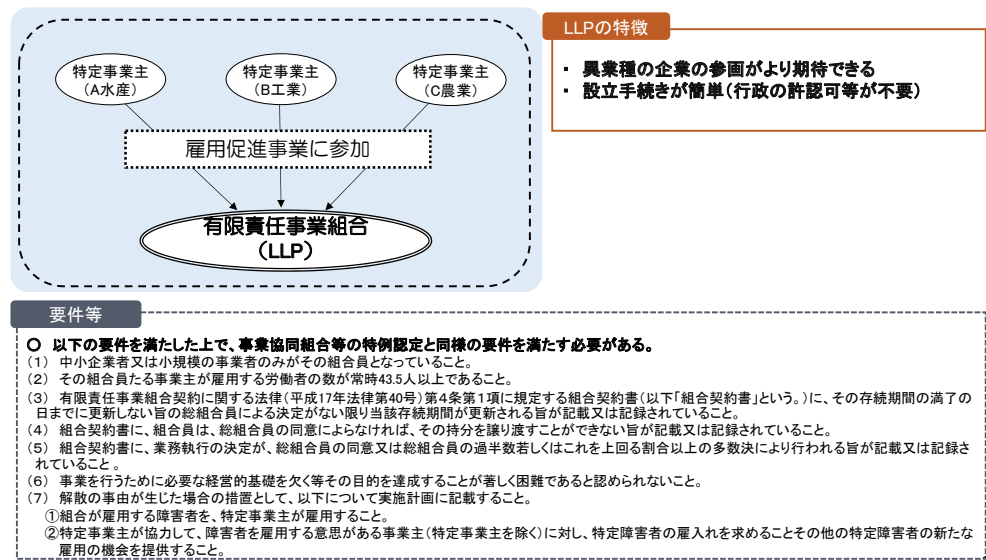 特定事業主
（A水産）
特定事業主
（B工業）
特定事業主
（C農業）
雇用促進事業に参加
有限責任事業組合
（LLP）
LLPの特徴
・ 異業種の企業の参画がより期待できる
・ 設立手続きが簡単（行政の許認可等が不要）
要件等
○ 以下の要件を満たした上で、事業協同組合等の特例認定と同様の要件を満たす必要がある。
（1） 中小企業者又は小規模の事業者のみがその組合員となっていること。
（2） その組合員たる事業主が雇用する労働者の数が常時43.5人以上であること。
（3） 有限責任事業組合契約に関する法律（平成17年法律第40号）第４条第１項に規定する組合契約書（以下「組合契約書」という。）に、その存続期間の満了の
日までに更新しない旨の総組合員による決定がない限り当該存続期間が更新される旨が記載又は記録されていること。
（4） 組合契約書に、組合員は、総組合員の同意によらなければ、その持分を譲り渡すことができない旨が記載又は記録されていること。
（5） 組合契約書に、業務執行の決定が、総組合員の同意又は総組合員の過半数若しくはこれを上回る割合以上の多数決により行われる旨が記載又は記録さ
れていること 。
（6） 事業を行うために必要な経営的基礎を欠く等その目的を達成することが著しく困難であると認められないこと。
（7） 解散の事由が生じた場合の措置として、以下について実施計画に記載すること。
①組合が雇用する障害者を、特定事業主が雇用すること。
②特定事業主が協力して、障害者を雇用する意思がある事業主（特定事業主を除く）に対し、特定障害者の雇入れを求めることその他の特定障害者の新たな
雇用の機会を提供すること。